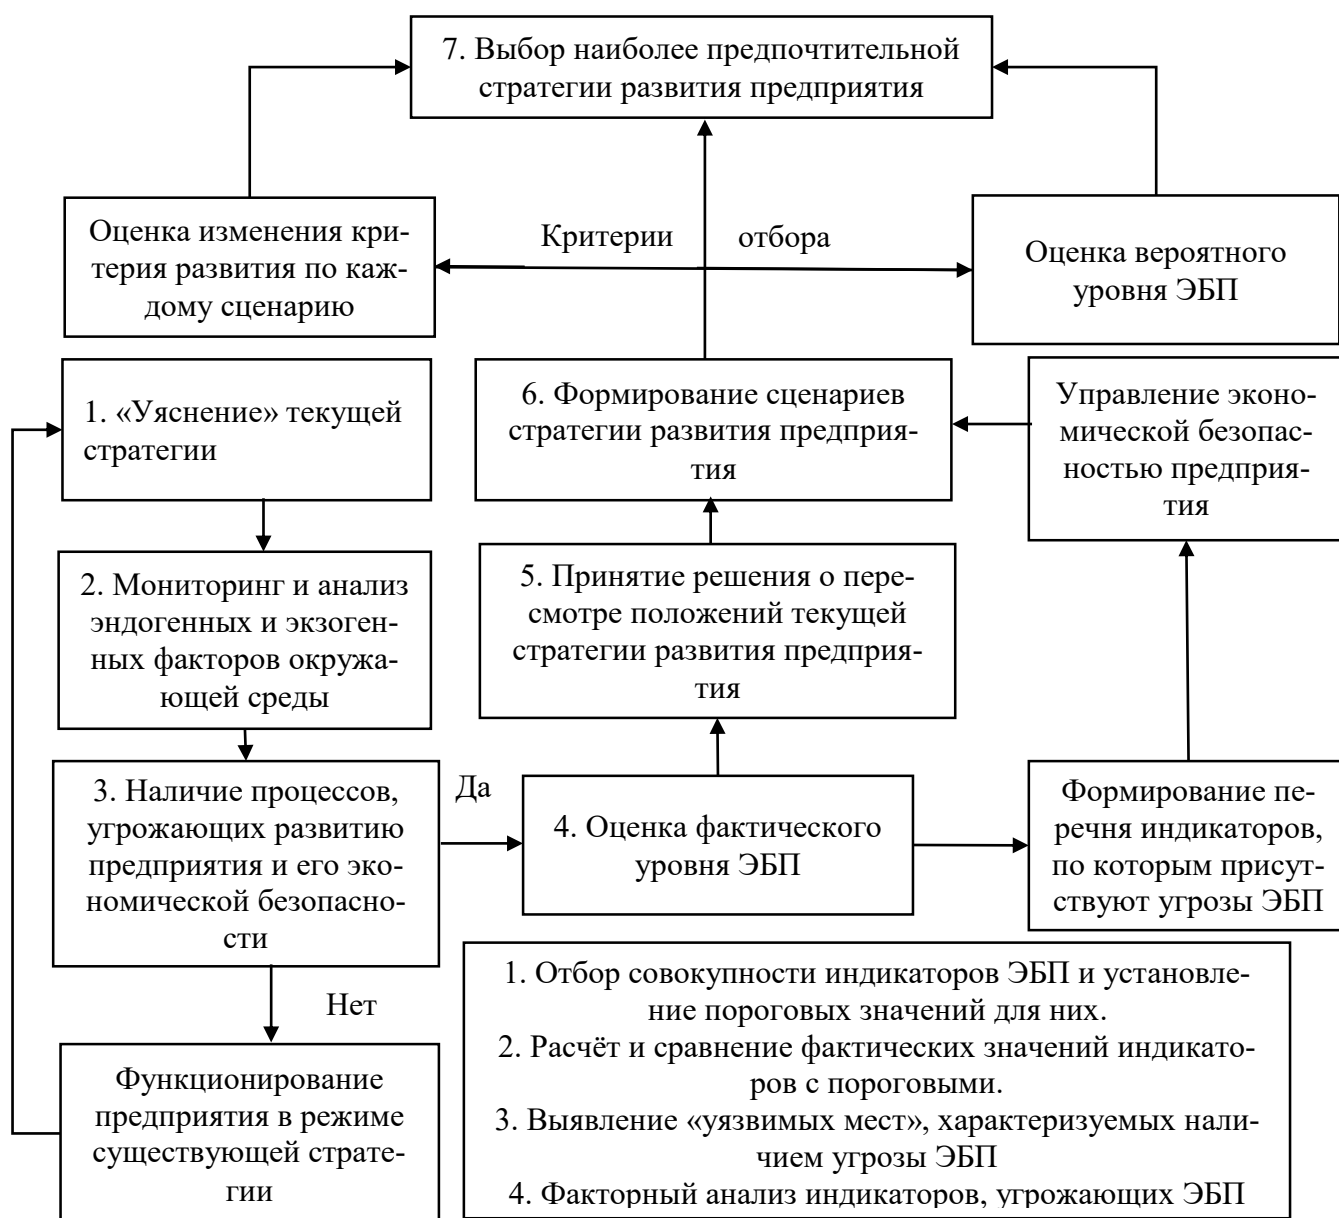 7. Выбор наиболее предпочтительной
стратегии развития предприятия
Оценка изменения кри-
терия развития по каж-
дому сценарию
Критерии отбора
Оценка вероятного
уровня ЭБП
1. «Уяснение» текущей
стратегии
6. Формирование сценариев
стратегии развития предприя-
тия
Управление эконо-
мической безопас-
ностью предприя-
тия
2. Мониторинг и анализ
эндогенных и экзоген-
ных факторов окружа-
ющей среды
5. Принятие решения о пере-
смотре положений текущей
стратегии развития предприя-
тия
3. Наличие процессов,
угрожающих развитию
предприятия и его эко-
номической безопасно-
сти
Да
4. Оценка фактического
уровня ЭБП
Формирование пе-
речня индикаторов,
по которым присут-
ствуют угрозы ЭБП
Нет
Функционирование
предприятия в режиме
существующей страте-
гии
1. Отбор совокупности индикаторов ЭБП и установле-
ние пороговых значений для них.
2. Расчёт и сравнение фактических значений индикато-
ров с пороговыми.
3. Выявление «уязвимых мест», характеризуемых нали-
чием угрозы ЭБП
4. Факторный анализ индикаторов, угрожающих ЭБП